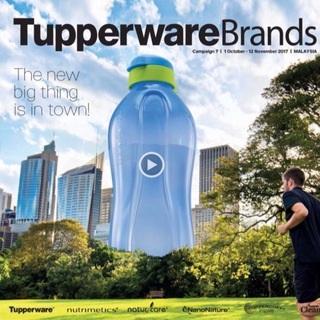 TupperwareBrands
Campaign 7 | 1 October - 12 November 2017 | MALAYSIA
The new
big thing
is in town!
Tupperware® nutrimetics® naturcare® NanoNature®